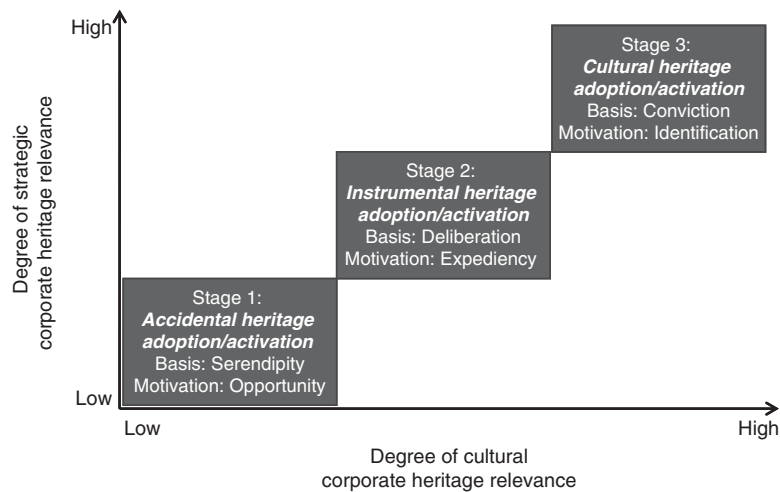 High
Stage 3:
Cultural heritage
adoption/activation
Basis: Conviction
Motivation: Identification
Stage 2:
Instrumental heritage
adoption/activation
Basis: Deliberation
Motivation: Expediency
Stage 1:
Accidental heritage
adoption/activation
Basis: Serendipity
Motivation: Opportunity
Degree of strategic
corporate heritage relevance
Low
Low
High
Degree of cultural
corporate heritage relevance